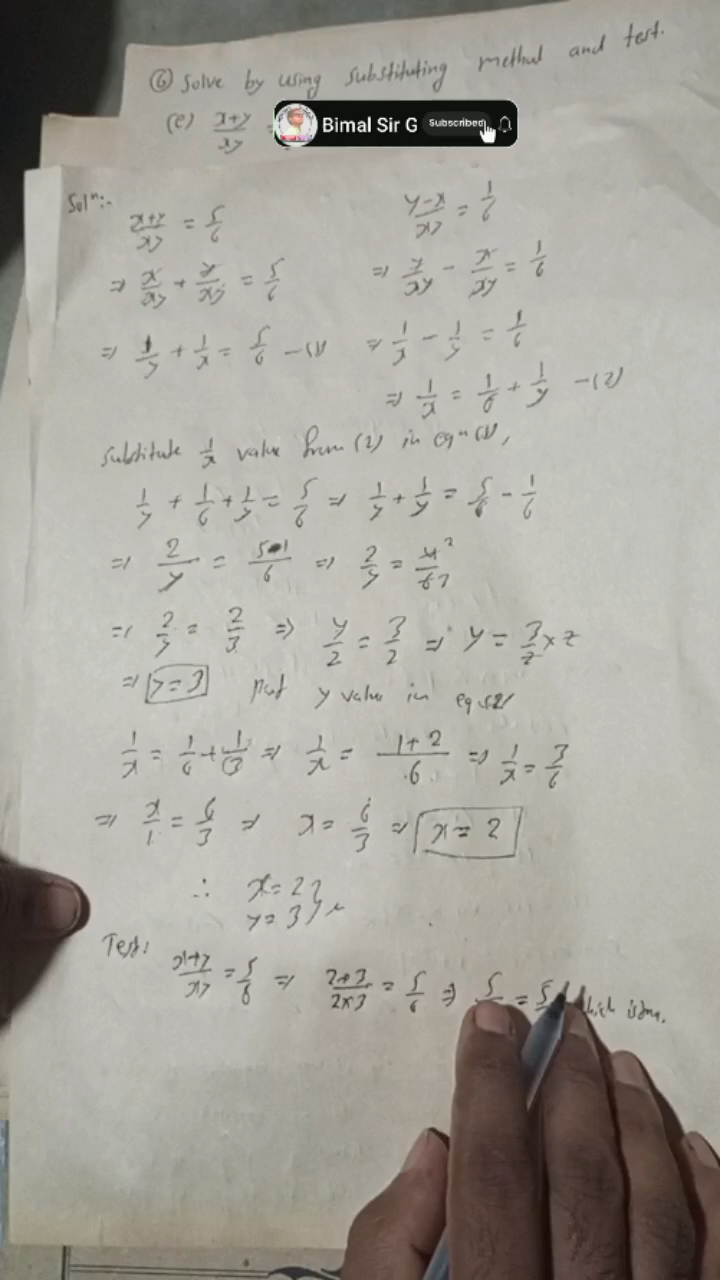 ⑥ Solve by using substituting method and test.
(c) x+y/xy =
Bimal Sir G Subscribed
Solⁿ:-
x+y/xy = 5/6    y-x/xy = 1/6
⇒ x/xy + y/xy = 5/6    ⇒ y/xy - x/xy = 1/6
⇒ 1/y + 1/x = 5/6 -(1)    ⇒ 1/x - 1/y = 1/6
⇒ 1/x = 1/6 + 1/y -(2)
Substitute 1/x value from (2) in eqⁿ(1),
1/y + 1/6 + 1/y = 5/6 ⇒ 1/y + 1/y = 5/6 - 1/6
⇒ 2/y = 5-1/6 ⇒ 2/y = 4²/63
⇒ 2/y = 2/3 ⇒ y/2 = 3/2 ⇒ y = 3/2 × 2
⇒ y = 3 put y value in eqⁿ(2)
1/x = 1/6 + 1/3 ⇒ 1/x = 1+2/6 ⇒ 1/x = 3/6
⇒ x/1 = 6/3 ⇒ x = 6/3 ⇒ x = 2
∴ x = 2
y = 3
Test:
x+y/xy = 5/6 ⇒ 2+3/2×3 = 5/6 ⇒ 5 = 5 which is